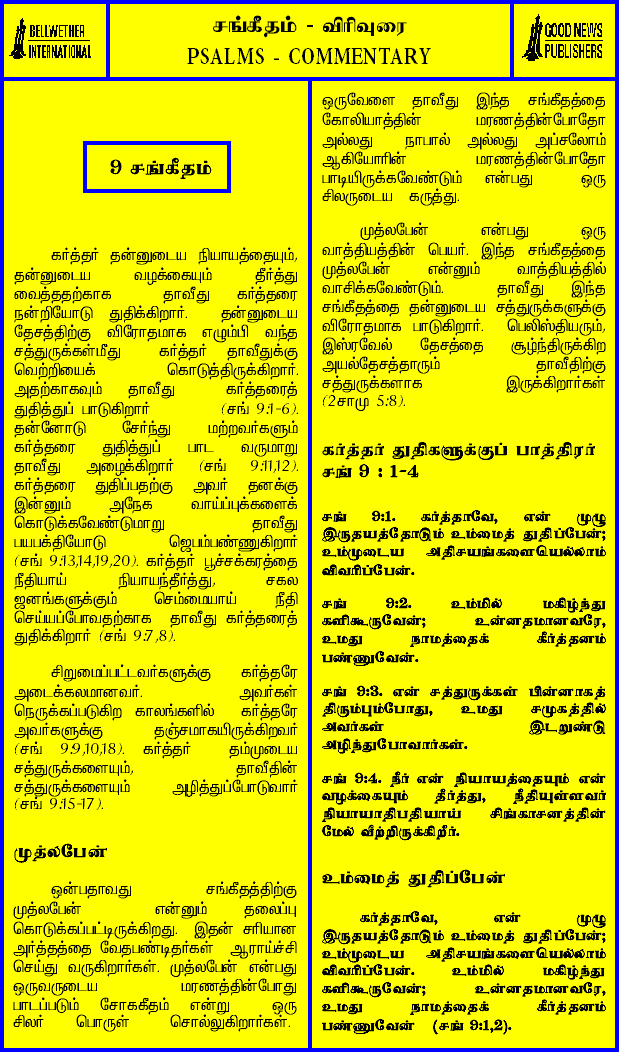 BELLWETHER
INTERNATIONAL
சங்கீதம் - விரிவுரை
PSALMS - COMMENTARY
GOOD NEWS
PUBLISHERS
9 சங்கீதம்
கர்த்தர் தன்னுடைய நியாயத்தையும்,
தன்னுடைய வழக்கையும் தீர்த்து
வைத்ததற்காக தாவீது கர்த்தரை
நன்றியோடு துதிக்கிறார். தன்னுடைய
தேசத்திற்கு விரோதமாக எழும்பி வந்த
சத்துருக்கள்மீது கர்த்தர் தாவீதுக்கு
வெற்றியைக் கொடுத்திருக்கிறார்.
அதற்காகவும் தாவீது கர்த்தரைத்
துதித்துப் பாடுகிறார் (சங் 9:1-6).
தன்னோடு சேர்ந்து மற்றவர்களும்
கர்த்தரை துதித்துப் பாட வருமாறு
தாவீது அழைக்கிறார் (சங் 9:11,12).
கர்த்தரை துதிப்பதற்கு அவர் தனக்கு
இன்னும் அநேக வாய்ப்புக்களைக்
கொடுக்கவேண்டுமாறு தாவீது
பயபக்தியோடு ஜெபம்பண்ணுகிறார்
(சங் 9:13,14,19,20). கர்த்தர் பூச்சக்கரத்தை
நீதியாய் நியாயந்தீர்த்து, சகல
ஜனங்களுக்கும் செம்மையாய் நீதி
செய்யப்போவதற்காக தாவீது கர்த்தரைத்
துதிக்கிறார் (சங் 9:7,8).
சிறுமைப்பட்டவர்களுக்கு கர்த்தரே
அடைக்கலமானவர். அவர்கள்
நெருக்கப்படுகிற காலங்களில் கர்த்தரே
அவர்களுக்கு தஞ்சமாகயிருக்கிறவர்
(சங் 9:9,10,18). கர்த்தர் தம்முடைய
சத்துருக்களையும், தாவீதின்
சத்துருக்களையும் அழித்துப்போடுவார்
(சங் 9:15-17).
முத்லபேன்
ஒன்பதாவது சங்கீதத்திற்கு
முத்லபேன் என்னும் தலைப்பு
கொடுக்கப்பட்டிருக்கிறது. இதன் சரியான
அர்த்தத்தை வேதபண்டிதர்கள் ஆராய்ச்சி
செய்து வருகிறார்கள். முத்லபேன் என்பது
ஒருவருடைய மரணத்தின்போது
பாடப்படும் சோககீதம் என்று ஒரு
சிலர் பொருள் சொல்லுகிறார்கள்.
ஒருவேளை தாவீது இந்த சங்கீதத்தை
கோலியாத்தின் மரணத்தின்போதோ
அல்லது நாபால் அல்லது அப்சலோம்
ஆகியோரின் மரணத்தின்போதோ
பாடியிருக்கவேண்டும் என்பது ஒரு
சிலருடைய கருத்து.
முத்லபேன் என்பது ஒரு
வாத்தியத்தின் பெயர். இந்த சங்கீதத்தை
முத்லபேன் என்னும் வாத்தியத்தில்
வாசிக்கவேண்டும். தாவீது இந்த
சங்கீதத்தை தன்னுடைய சத்துருக்களுக்கு
விரோதமாக பாடுகிறார். பெலிஸ்தியரும்,
இஸ்ரவேல் தேசத்தை சூழ்ந்திருக்கிற
அயல்தேசத்தாரும் தாவீதிற்கு
சத்துருக்களாக இருக்கிறார்கள்
(2சாமு 5:8).
கர்த்தர் துதிகளுக்குப் பாத்திரர்
சங் 9 : 1-4
சங் 9:1. கர்த்தாவே, என் முழு
இருதயத்தோடும் உம்மைத் துதிப்பேன்;
உம்முடைய அதிசயங்களையெல்லாம்
விவரிப்பேன்.
சங் 9:2. உம்மில் மகிழ்ந்து
களிகூருவேன்; உன்னதமானவரே,
உமது நாமத்தைக் கீர்த்தனம்
பண்ணுவேன்.
சங் 9:3. என் சத்துருக்கள் பின்னாகத்
திரும்பும்போது, உமது சமுகத்தில்
அவர்கள் இடறுண்டு
அழிந்துபோவார்கள்.
சங் 9:4. நீர் என் நியாயத்தையும் என்
வழக்கையும் தீர்த்து, நீதியுள்ளவர்
நியாயாதிபதியாய் சிங்காசனத்தின்
மேல் வீற்றிருக்கிறீர்.
உம்மைத் துதிப்பேன்
கர்த்தாவே, என் முழு
இருதயத்தோடும் உம்மைத் துதிப்பேன்;
உம்முடைய அதிசயங்களையெல்லாம்
விவரிப்பேன். உம்மில் மகிழ்ந்து
களிகூருவேன்; உன்னதமானவரே,
உமது நாமத்தைக் கீர்த்தனம்
பண்ணுவேன் (சங் 9:1,2).